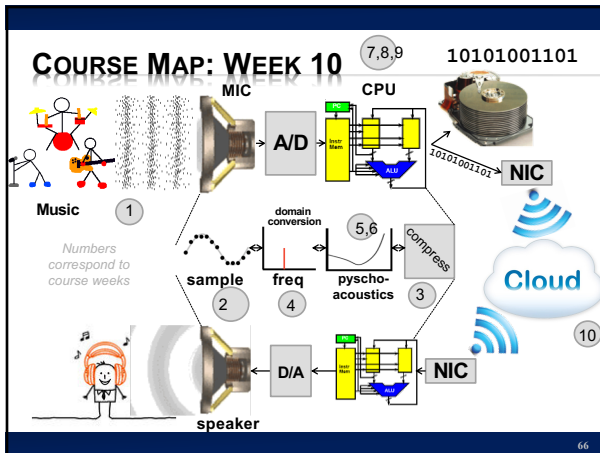 COURSE MAP: WEEK 10
7,8,9
10101001101
MIC
CPU
A/D
PC
Instr
Mem
ALU
10101001101
NIC
Music
1
Numbers
correspond to
course weeks
domain
conversion
5,6
compress
sample
freq
pyscho-
acoustics
2
4
3
Cloud
10
D/A
PC
Instr
Mem
ALU
NIC
speaker
66